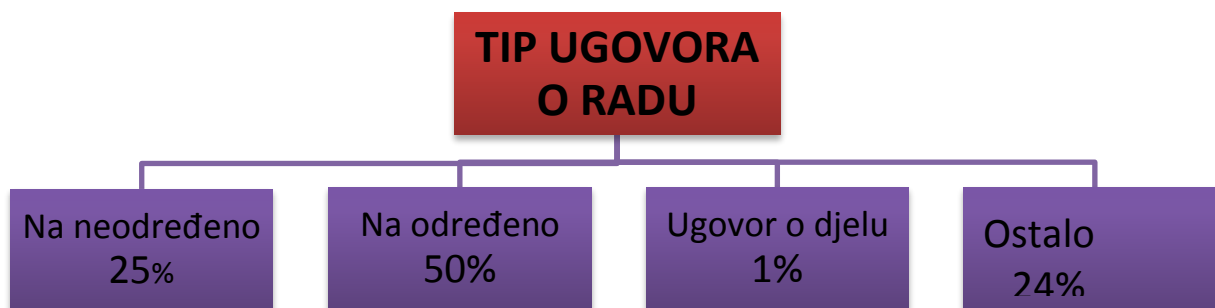 TIP UGOVORA
O RADU
Na neodređeno
25%
Na određeno
50%
Ugovor o djelu
1%
Ostalo
24%